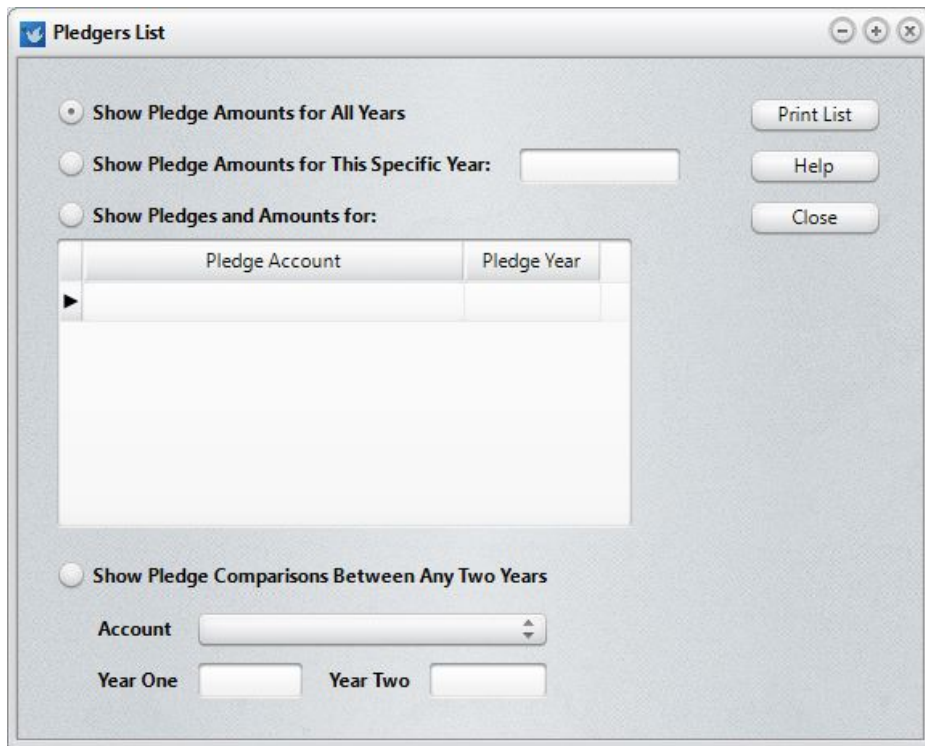 Pledgers List
Show Pledge Amounts for All Years
Print List
Show Pledge Amounts for This Specific Year:
Help
Show Pledges and Amounts for:
Close
Pledge Account Pledge Year
Show Pledge Comparisons Between Any Two Years
Account
Year One Year Two